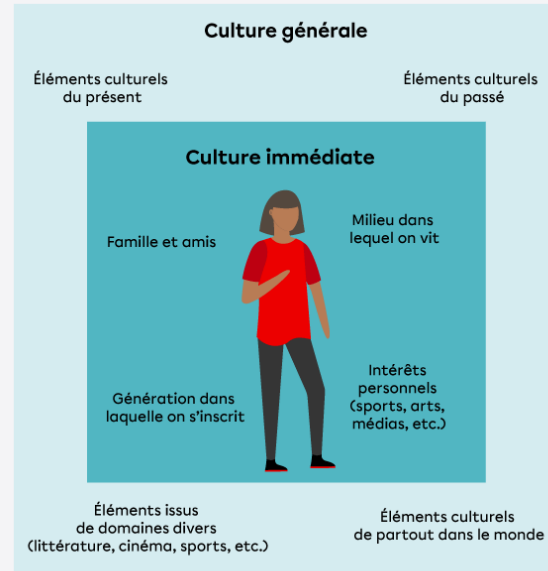 Culture générale
Éléments culturels
du présent
Éléments culturels
du passé
Culture immédiate
Famille et amis
Milieu dans
lequel on vit
Génération dans
laquelle on s'inscrit
Intérêts
personnels
(sports, arts,
médias, etc.)
Éléments issus
de domaines divers
(littérature, cinéma, sports, etc.)
Éléments culturels
de partout dans le monde